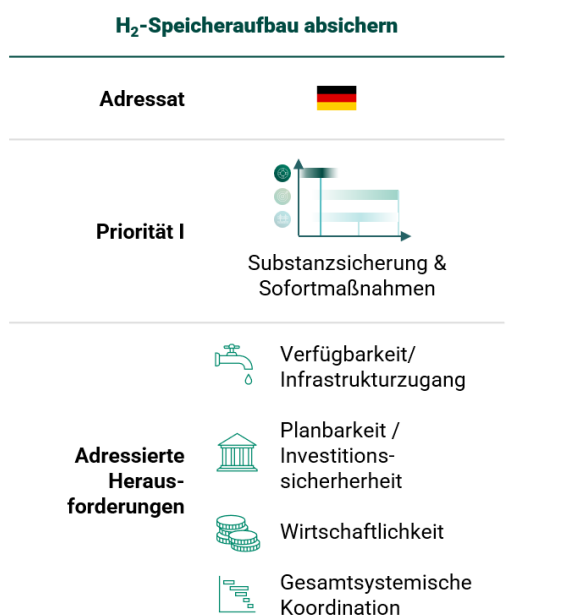 H₂-Speicheraufbau absichern
Adressat
Priorität I
Substanzsicherung &
Sofortmaßnahmen
Adressierte
Heraus-
forderungen
Verfügbarkeit/
Infrastrukturzugang
Planbarkeit /
Investitions-
sicherherheit
Wirtschaftlichkeit
Gesamtsystemische
Koordination